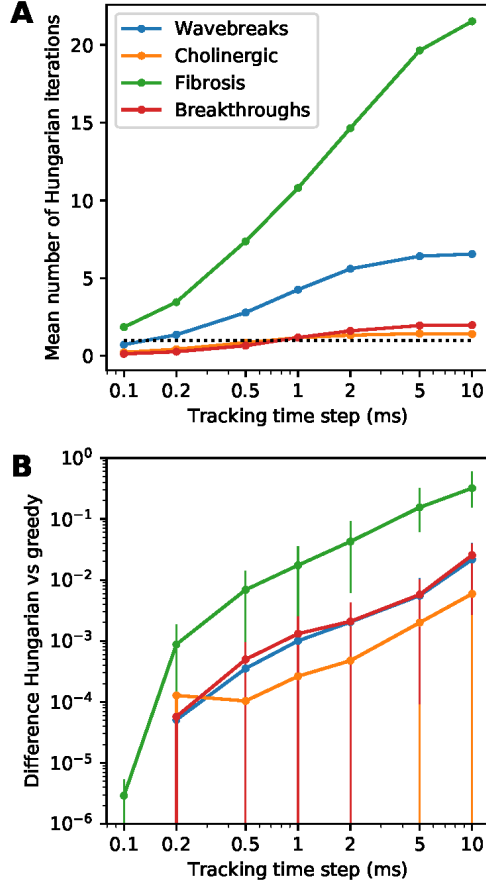 A
Mean number of Hungarian iterations
20
15
10
5
0
Wavebreaks
Cholinergic
Fibrosis
Breakthroughs
0.1 0.2 0.5 1 2 5 10
Tracking time step (ms)
B
Difference Hungarian vs greedy
10^0
10^-1
10^-2
10^-3
10^-4
10^-5
10^-6
0.1 0.2 0.5 1 2 5 10
Tracking time step (ms)